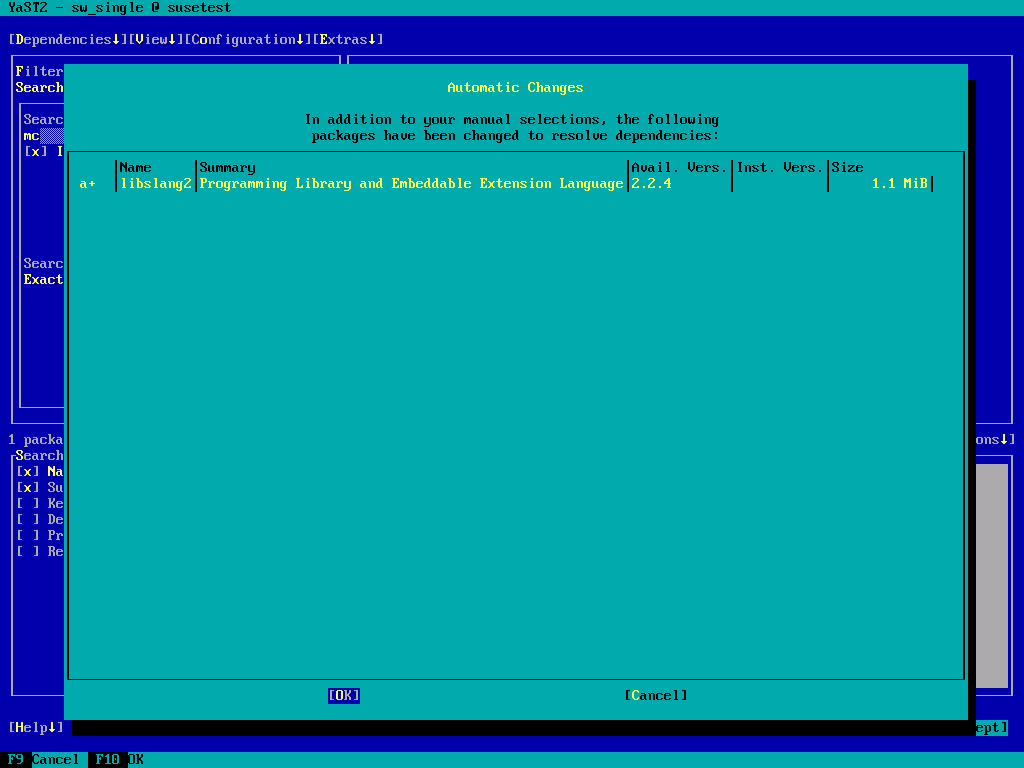 YaST2 - sw_single @ susetest
[Dependencies↓][View↓][Configuration↓][Extras↓]
Filter
Search
Automatic Changes
Searc
In addition to your manual selections, the following
mc
packages have been changed to resolve dependencies:
[x] I
Name Summary Avail. Vers. Inst. Vers. Size
a+ libslang2 Programming Library and Embeddable Extension Language 2.2.4 1.1 MiB
Searc
Exact
1 packa ons↓]
Search
[x] Na
[x] Su
[ ] Ke
[ ] De
[ ] Pr
[ ] Re
[OK] [Cancel]
[Help↓] ept]
F9 Cancel F10 OK